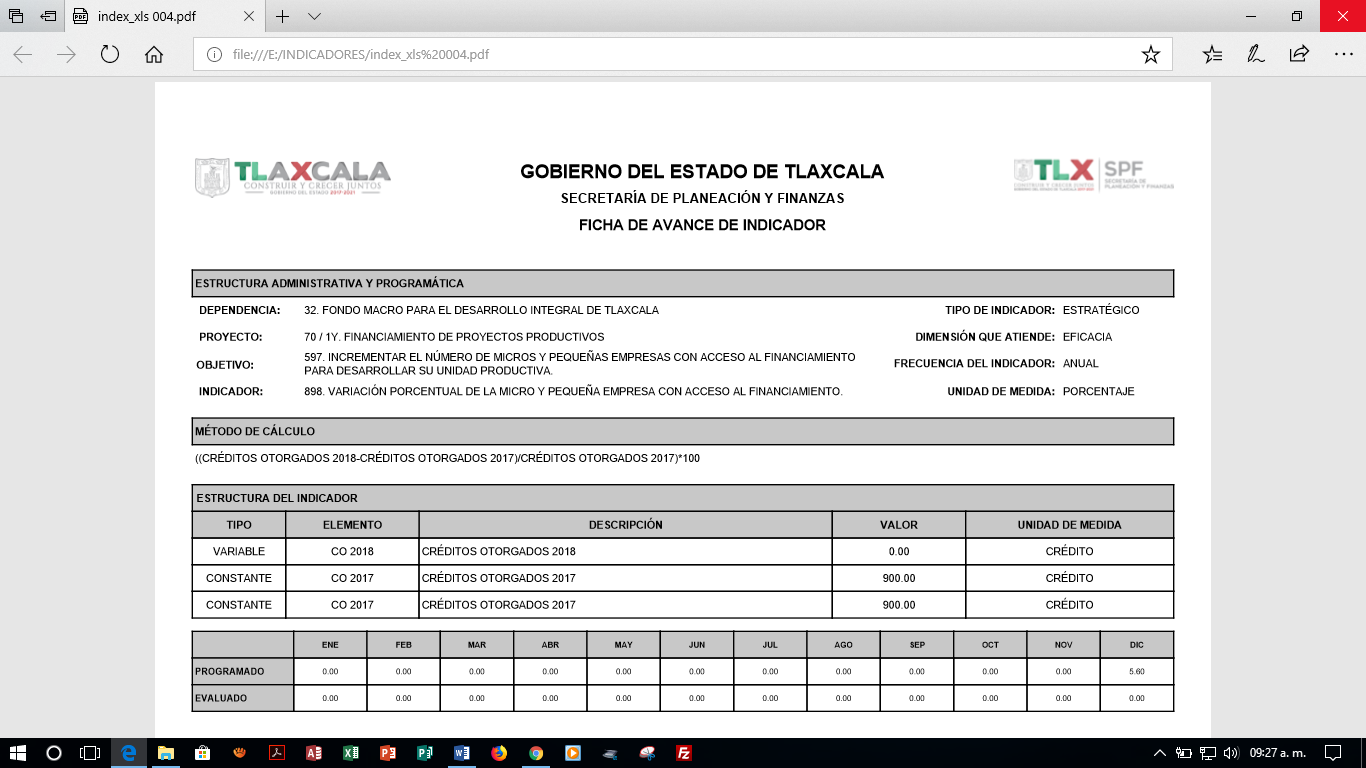 index_xls 004.pdf
file:///E:/INDICADORES/index_xls%20004.pdf
TLAXCALA
CONSTRUIR Y CRECER JUNTOS
GOBIERNO DEL ESTADO 2017-2021
GOBIERNO DEL ESTADO DE TLAXCALA
SECRETARÍA DE PLANEACIÓN Y FINANZAS
FICHA DE AVANCE DE INDICADOR
TLX
CONSTRUIR Y CRECER JUNTOS
SPF
SECRETARÍA DE
PLANEACIÓN Y FINANZAS
ESTRUCTURA ADMINISTRATIVA Y PROGRAMÁTICA
DEPENDENCIA: 32. FONDO MACRO PARA EL DESARROLLO INTEGRAL DE TLAXCALA TIPO DE INDICADOR: ESTRATÉGICO
PROYECTO: 70 / 1Y. FINANCIAMIENTO DE PROYECTOS PRODUCTIVOS DIMENSIÓN QUE ATIENDE: EFICACIA
OBJETIVO: 597. INCREMENTAR EL NÚMERO DE MICROS Y PEQUEÑAS EMPRESAS CON ACCESO AL FINANCIAMIENTO
PARA DESARROLLAR SU UNIDAD PRODUCTIVA.
FRECUENCIA DEL INDICADOR: ANUAL
INDICADOR: 898. VARIACIÓN PORCENTUAL DE LA MICRO Y PEQUEÑA EMPRESA CON ACCESO AL FINANCIAMIENTO. UNIDAD DE MEDIDA: PORCENTAJE
MÉTODO DE CÁLCULO
((CRÉDITOS OTORGADOS 2018-CRÉDITOS OTORGADOS 2017)/CRÉDITOS OTORGADOS 2017)*100
ESTRUCTURA DEL INDICADOR
TIPO ELEMENTO DESCRIPCIÓN VALOR UNIDAD DE MEDIDA
VARIABLE CO 2018 CRÉDITOS OTORGADOS 2018 0.00 CRÉDITO
CONSTANTE CO 2017 CRÉDITOS OTORGADOS 2017 900.00 CRÉDITO
CONSTANTE CO 2017 CRÉDITOS OTORGADOS 2017 900.00 CRÉDITO
ENE FEB MAR ABR MAY JUN JUL AGO SEP OCT NOV DIC
PROGRAMADO 0.00 0.00 0.00 0.00 0.00 0.00 0.00 0.00 0.00 0.00 0.00 5.60
EVALUADO 0.00 0.00 0.00 0.00 0.00 0.00 0.00 0.00 0.00 0.00 0.00 0.00
09:27 a. m.